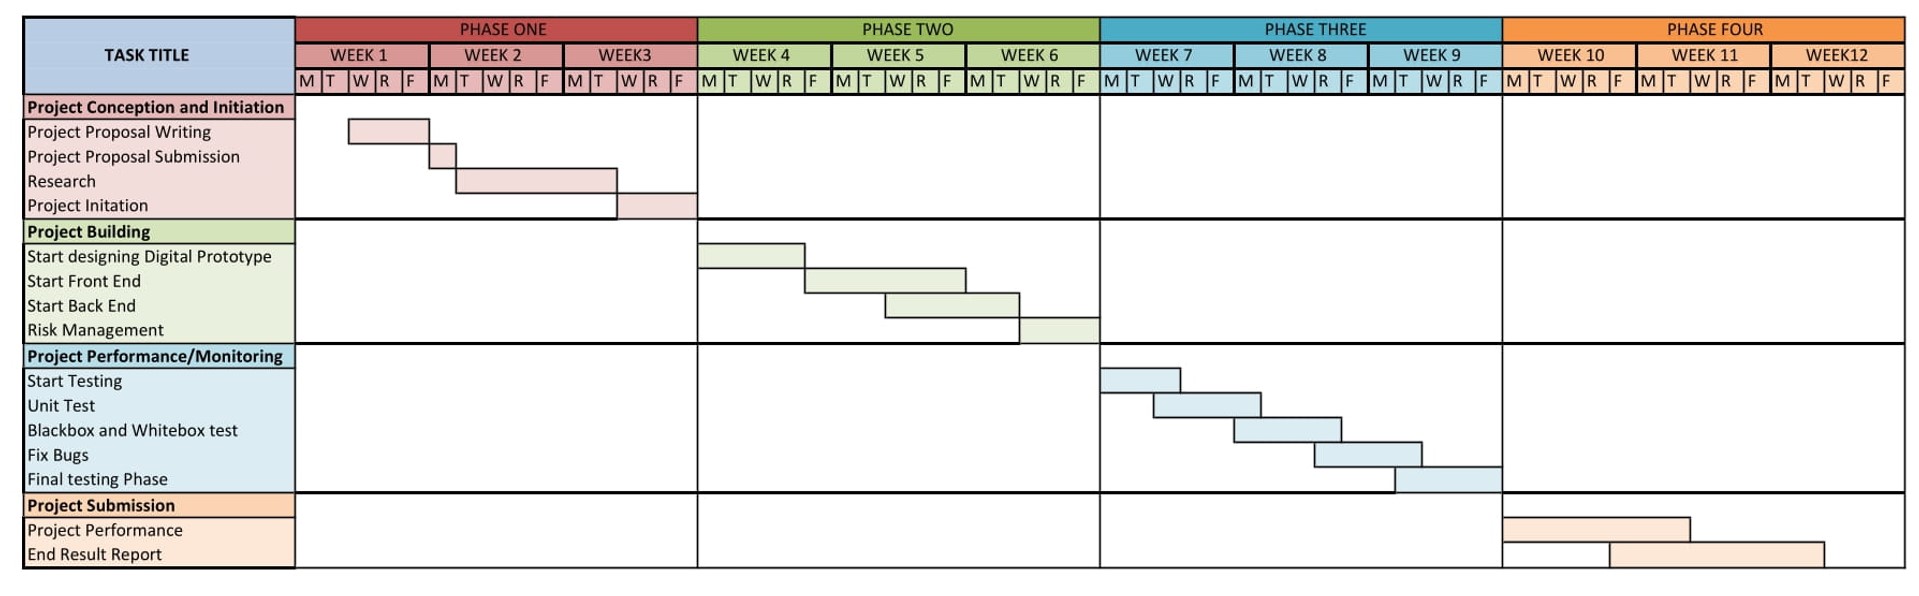 TASK TITLE
PHASE ONE PHASE TWO PHASE THREE PHASE FOUR
WEEK 1 WEEK 2 WEEK3 WEEK 4 WEEK 5 WEEK 6 WEEK 7 WEEK 8 WEEK 9 WEEK 10 WEEK 11 WEEK12
M T W R F M T W R F M T W R F M T W R F M T W R F M T W R F M T W R F M T W R F M T W R F M T W R F M T W R F M T W R F
Project Conception and Initiation
Project Proposal Writing
Project Proposal Submission
Research
Project Initation
Project Building
Start designing Digital Prototype
Start Front End
Start Back End
Risk Management
Project Performance/Monitoring
Start Testing
Unit Test
Blackbox and Whitebox test
Fix Bugs
Final testing Phase
Project Submission
Project Performance
End Result Report